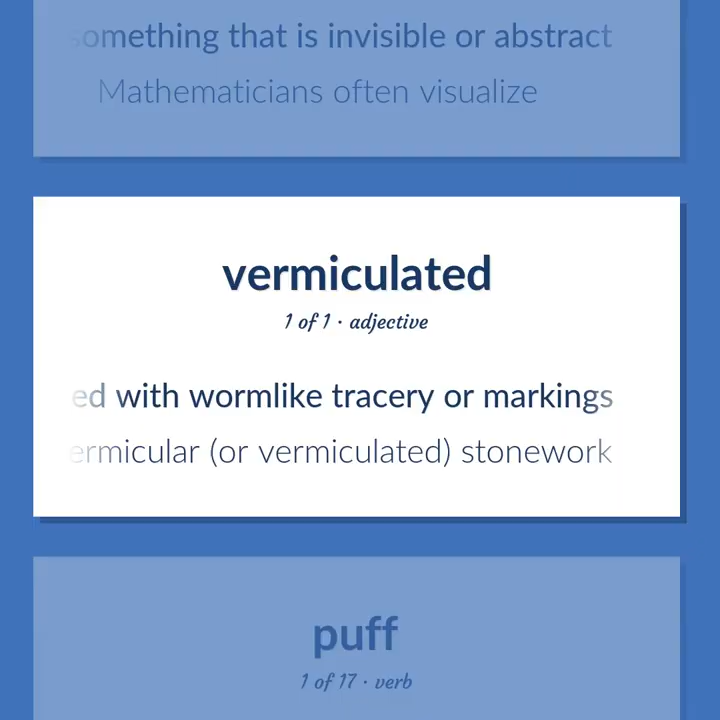 something that is invisible or abstract
Mathematicians often visualize
vermiculated
1 of 1 · adjective
ed with wormlike tracery or markings
ermicular (or vermiculated) stonework
puff
1 of 17 · verb